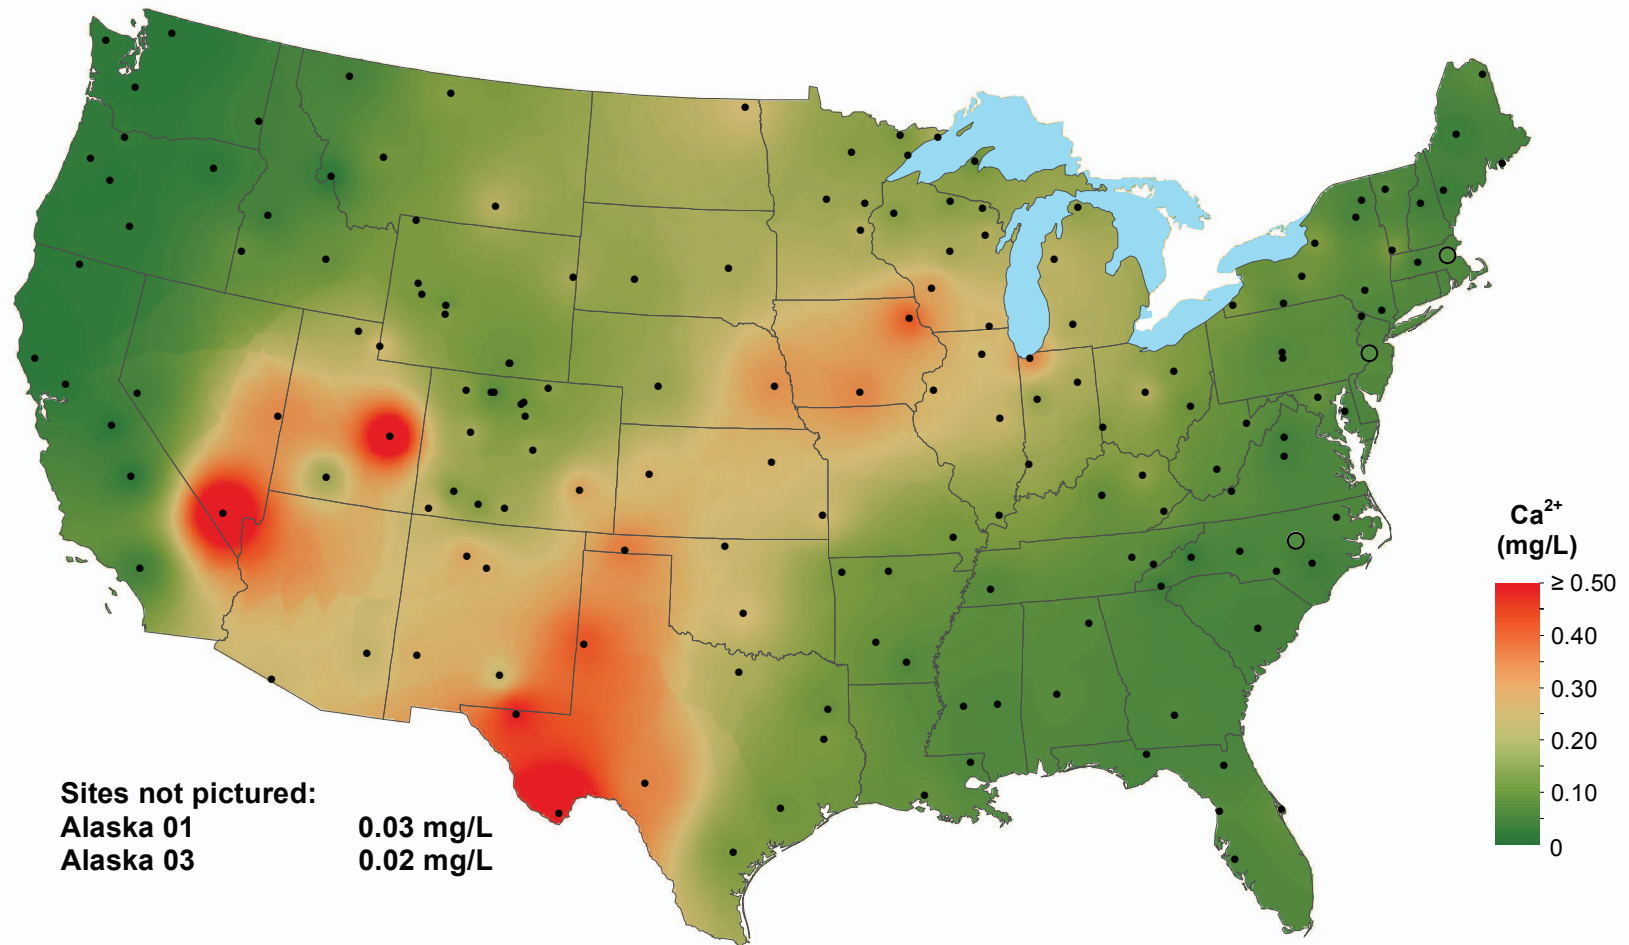 Ca²⁺
(mg/L)
≥ 0.50
0.40
0.30
0.20
0.10
0
Sites not pictured:
Alaska 01 0.03 mg/L
Alaska 03 0.02 mg/L